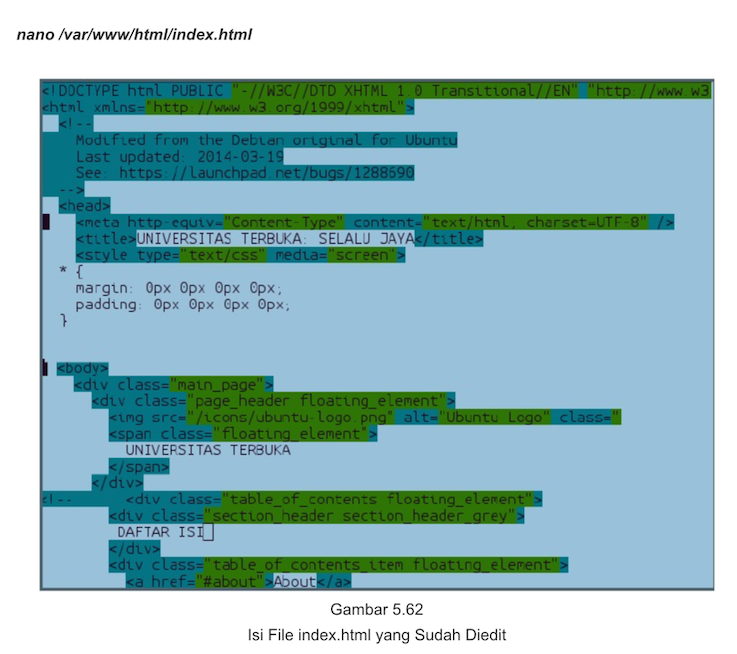 nano /var/www/html/index.html
<!DOCTYPE html PUBLIC "-//W3C//DTD XHTML 1.0 Transitional//EN" "http://www.w3
<html xmlns="http://www.w3.org/1999/xhtml">
<!--
Modified from the Debian original for Ubuntu
Last updated: 2014-03-19
See: https://launchpad.net/bugs/1288690
-->
<head>
<meta http-equiv="Content-Type" content="text/html; charset=UTF-8" />
<title>UNIVERSITAS TERBUKA: SELALU JAYA</title>
<style type="text/css" media="screen">
* {
margin: 0px 0px 0px 0px;
padding: 0px 0px 0px 0px;
}
<body>
<div class="main_page">
<div class="page_header floating_element">
<img src="/icons/ubuntu-logo.png" alt="Ubuntu Logo" class="
<span class="floating_element">
UNIVERSITAS TERBUKA
</span>
</div>
<!-- <div class="table_of_contents floating_element">
<div class="section_header section_header_grey">
DAFTAR ISI
</div>
<div class="table_of_contents_item floating_element">
<a href="#about">About</a>
Gambar 5.62
Isi File index.html yang Sudah Diedit